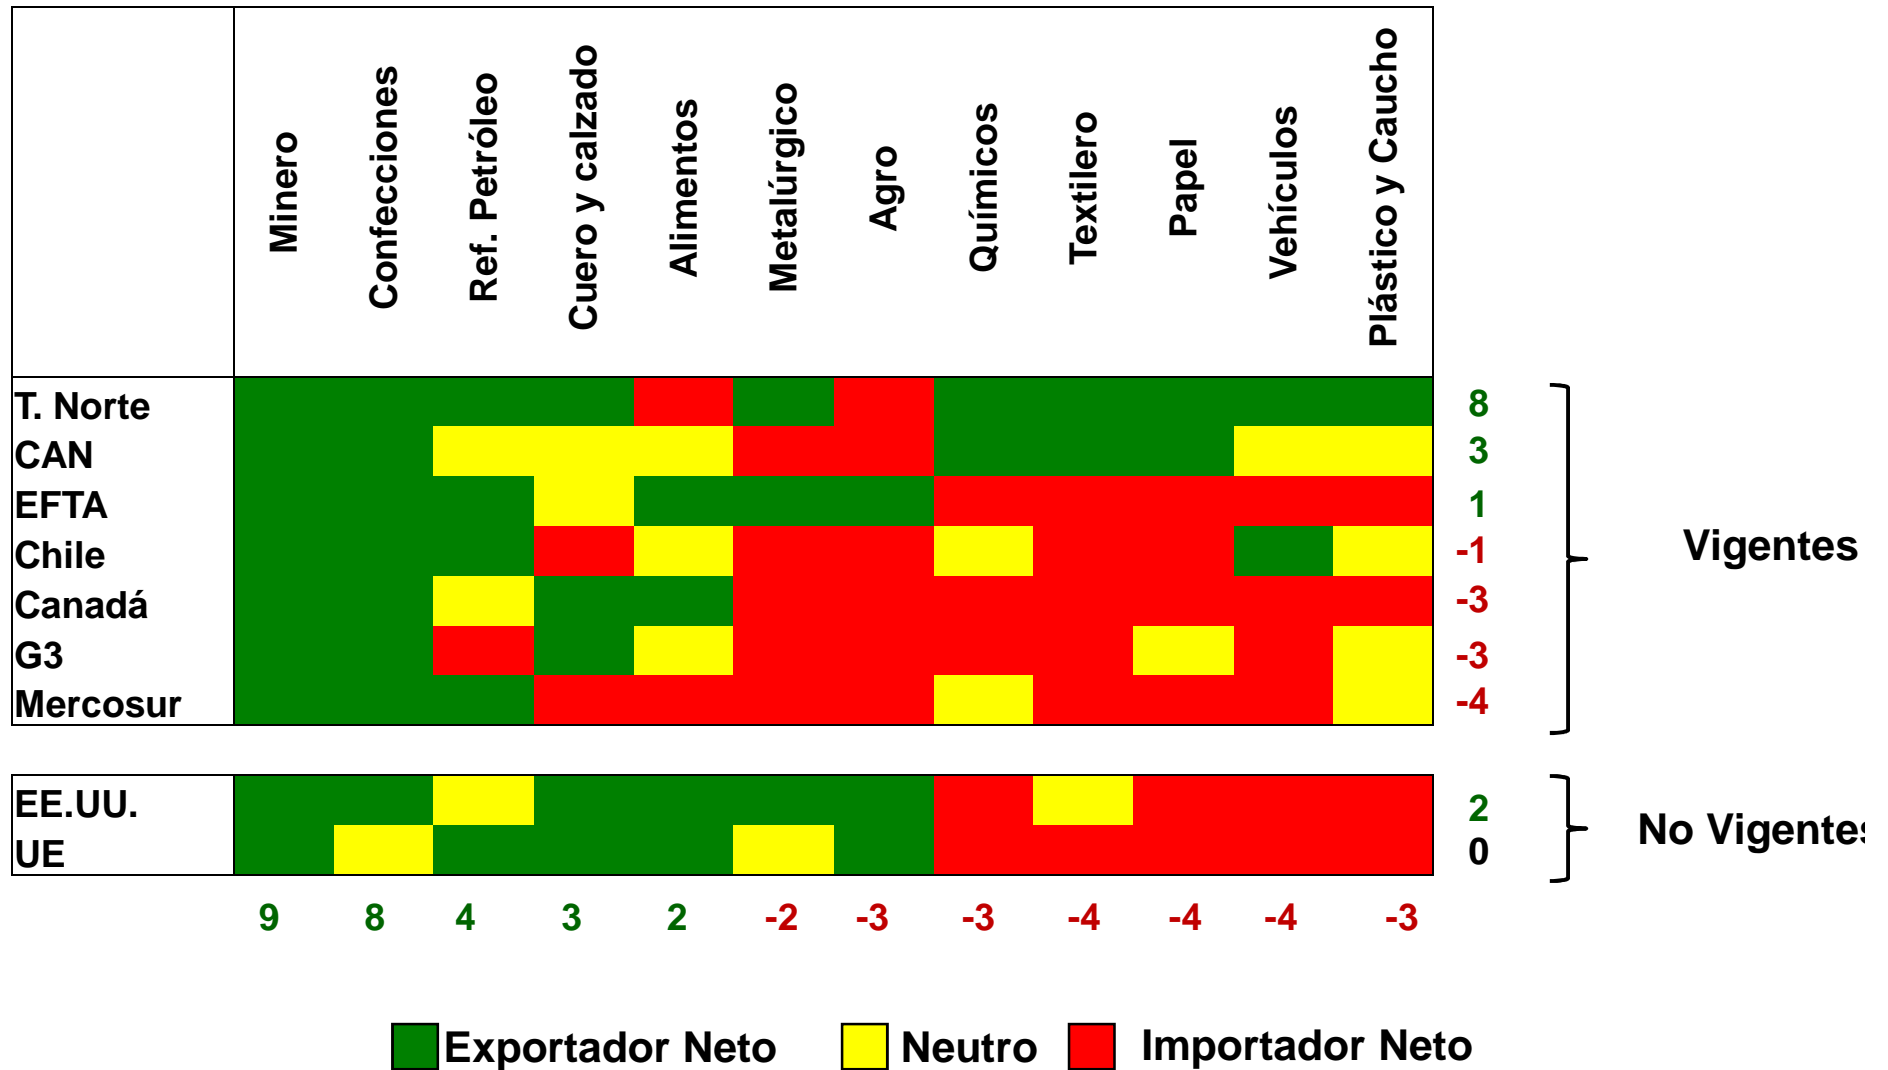 Minero
Confecciones
Ref. Petróleo
Cuero y calzado
Alimentos
Metalúrgico
Agro
Químicos
Textilero
Papel
Vehículos
Plástico y Caucho
T. Norte 8
CAN 3
EFTA 1
Chile -1
Canadá -3
G3 -3
Mercosur -4
Vigentes
EE.UU. 2
UE 0
No Vigentes
9 8 4 3 2 -2 -3 -3 -4 -4 -4 -3
Exportador Neto Neutro Importador Neto